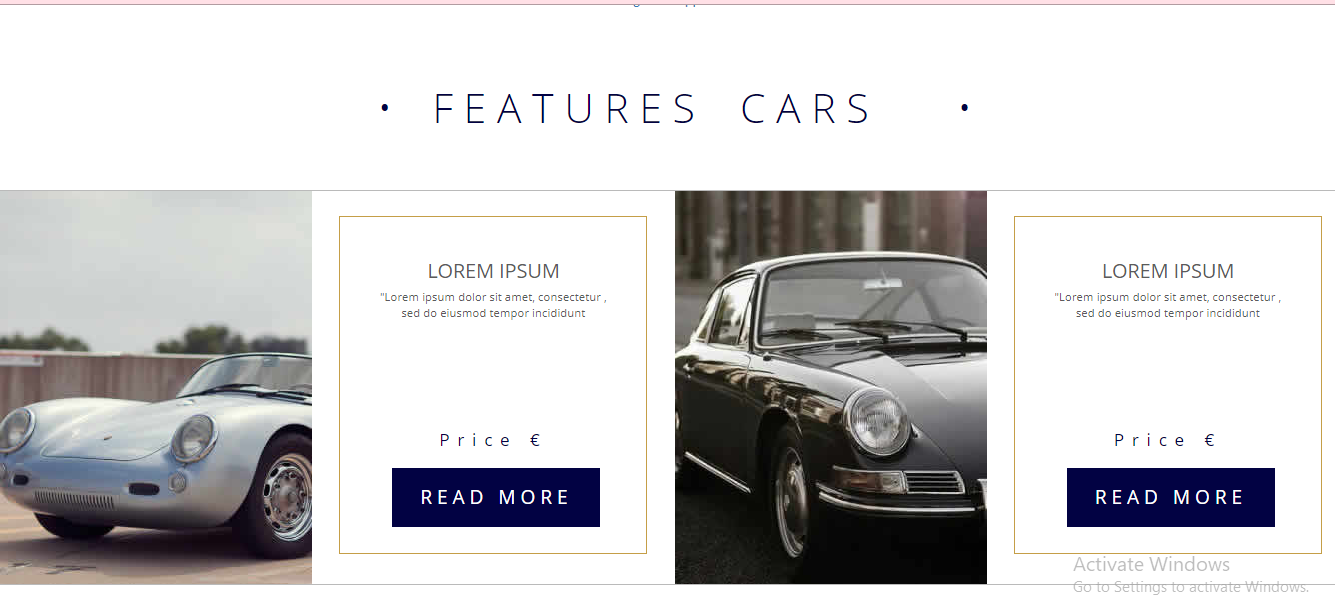 • FEATURES CARS •
LOREM IPSUM
"Lorem ipsum dolor sit amet, consectetur ,
sed do eiusmod tempor incididunt
Price €
READ MORE
LOREM IPSUM
"Lorem ipsum dolor sit amet, consectetur ,
sed do eiusmod tempor incididunt
Price €
READ MORE
Activate Windows
Go to Settings to activate Windows.